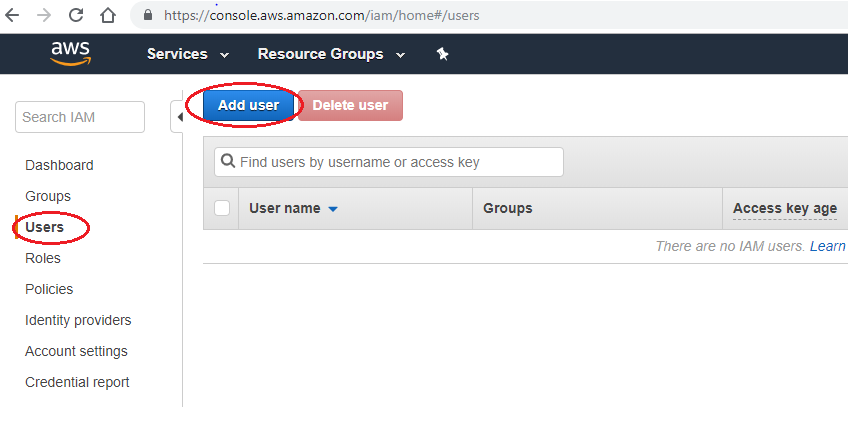 https://console.aws.amazon.com/iam/home#/users
aws Services Resource Groups
Search IAM
Dashboard
Groups
Users
Roles
Policies
Identity providers
Account settings
Credential report
Add user Delete user
Find users by username or access key
User name Groups Access key age
There are no IAM users. Learn